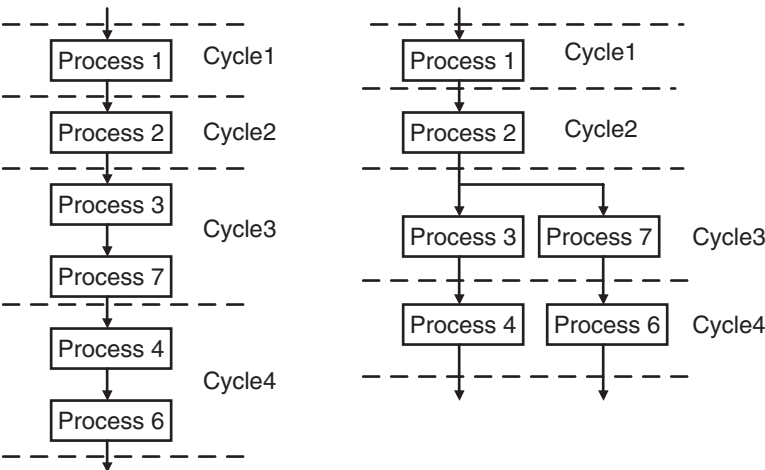 Process 1 Cycle1
Process 2 Cycle2
Process 3
Cycle3
Process 7
Process 4
Cycle4
Process 6
Process 1 Cycle1
Process 2 Cycle2
Process 3 Process 7 Cycle3
Process 4 Process 6 Cycle4